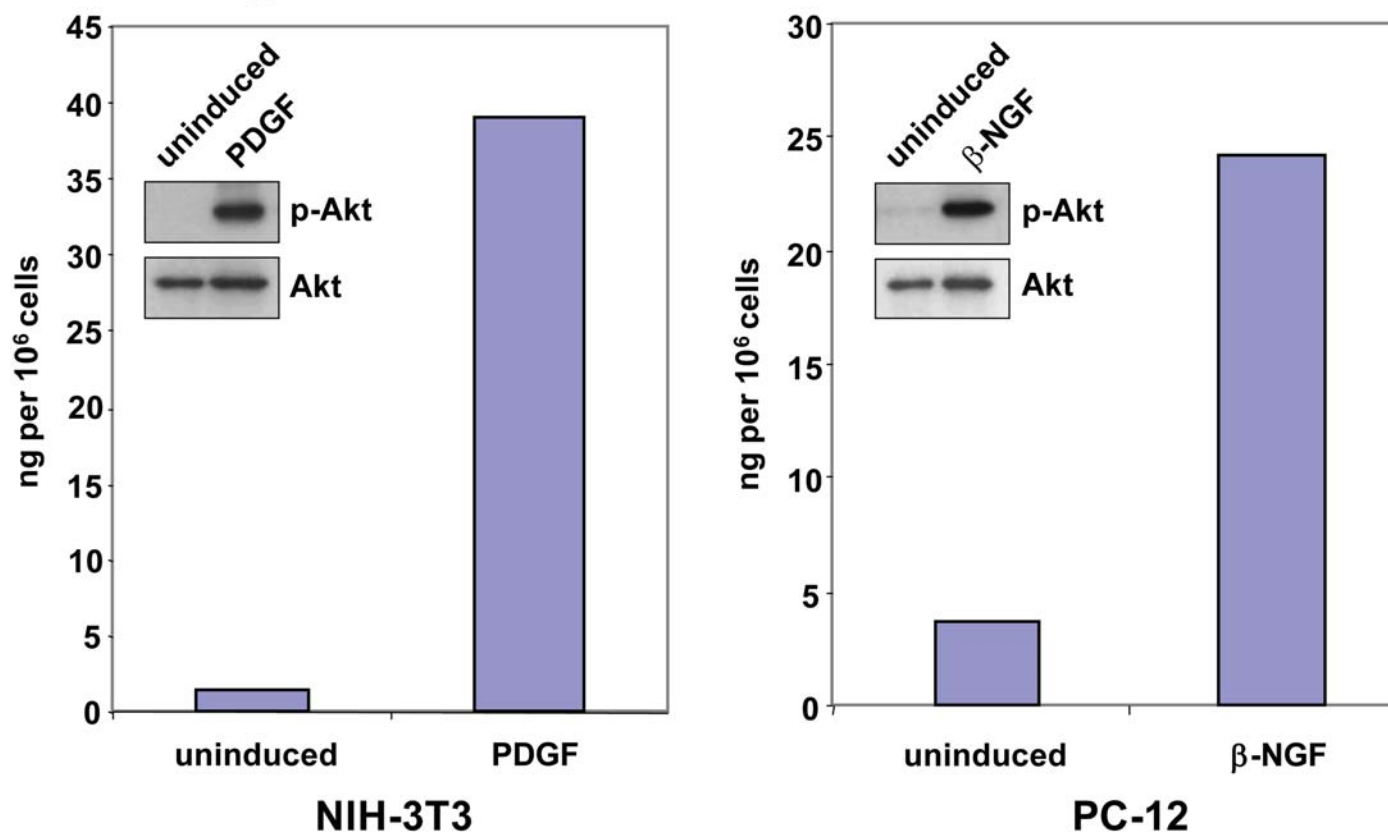 45
40
35
30
25
20
15
10
5
0
ng per 10⁶ cells
uninduced
PDGF
p-Akt
Akt
uninduced
PDGF
NIH-3T3
30
25
20
15
10
5
0
ng per 10⁶ cells
uninduced
β-NGF
p-Akt
Akt
uninduced
β-NGF
PC-12